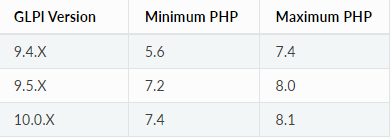 GLPI Version Minimum PHP Maximum PHP
9.4.X 5.6 7.4
9.5.X 7.2 8.0
10.0.X 7.4 8.1